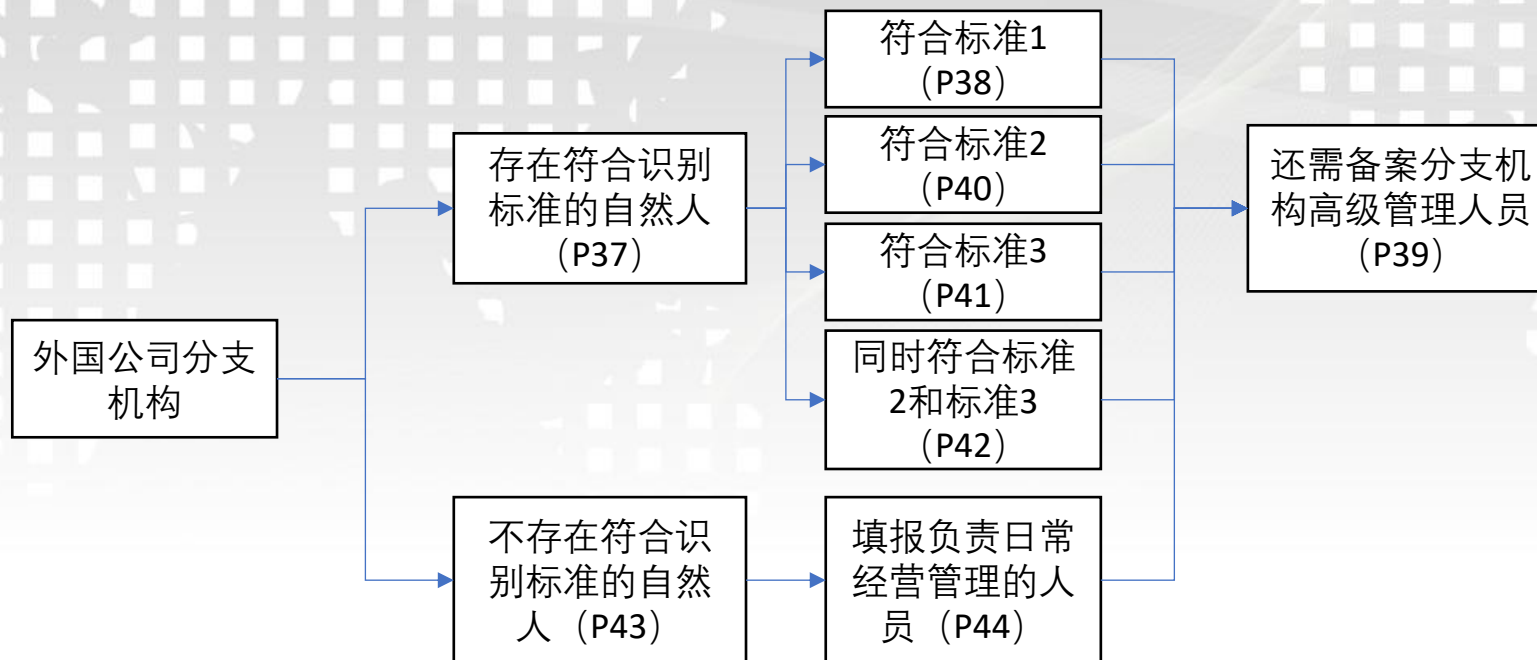 外国公司分支
机构
存在符合识别
标准的自然人
（P37）
符合标准1
（P38）
符合标准2
（P40）
符合标准3
（P41）
同时符合标准
2和标准3
（P42）
不存在符合识
别标准的自然
人（P43）
填报负责日常
经营管理的人
员（P44）
还需备案分支机
构高级管理人员
（P39）